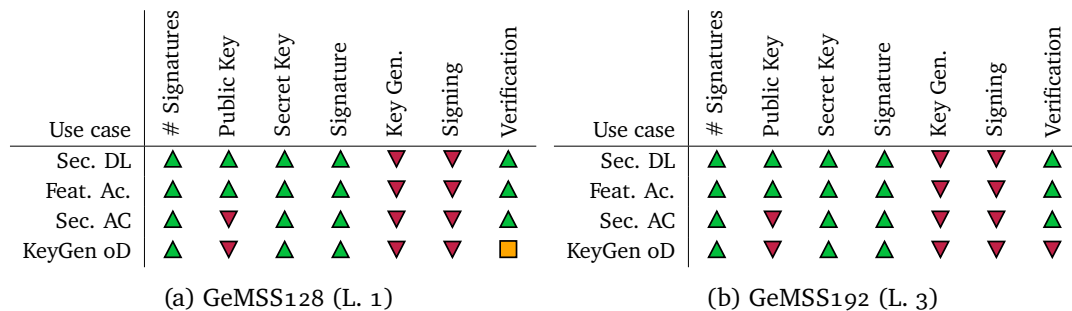 Use case # Signatures Public Key Secret Key Signature Key Gen. Signing Verification
Sec. DL
Feat. Ac.
Sec. AC
KeyGen oD
(a) GeMSS128 (L. 1)
Use case # Signatures Public Key Secret Key Signature Key Gen. Signing Verification
Sec. DL
Feat. Ac.
Sec. AC
KeyGen oD
(b) GeMSS192 (L. 3)